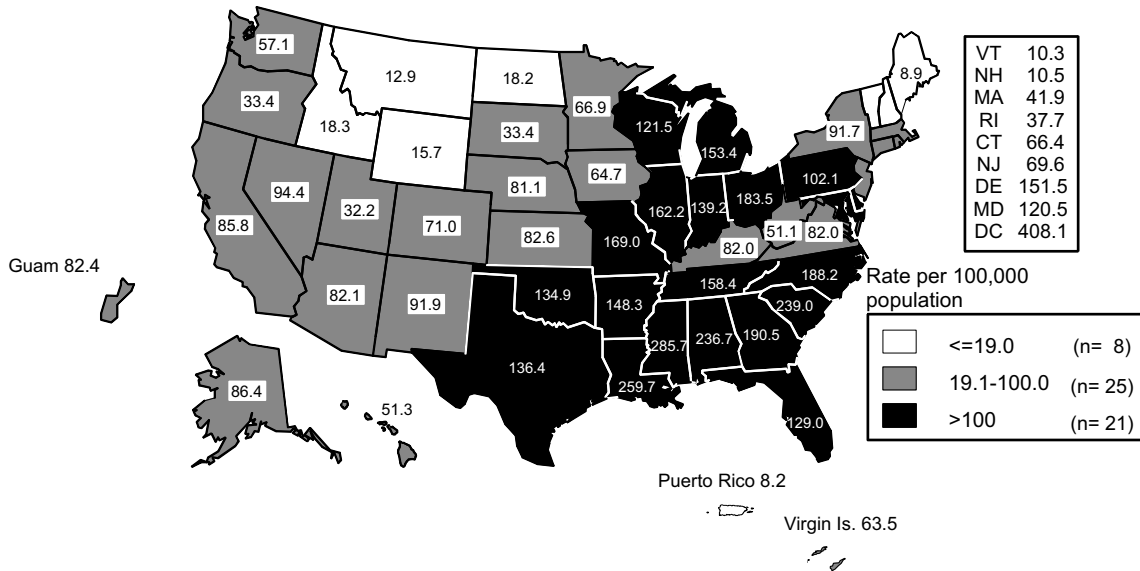 57.1
33.4
18.3
12.9
18.2
8.9
66.9
33.4
15.7
121.5
153.4
91.7
94.4
32.2
81.1
64.7
102.1
85.8
71.0
162.2
139.2
183.5
82.6
169.0
82.0
51.1
82.0
82.1
91.9
134.9
148.3
158.4
188.2
239.0
136.4
285.7
236.7
190.5
259.7
129.0
Guam 82.4
86.4
51.3
Puerto Rico 8.2
Virgin Is. 63.5
VT 10.3
NH 10.5
MA 41.9
RI 37.7
CT 66.4
NJ 69.6
DE 151.5
MD 120.5
DC 408.1
Rate per 100,000
population
<=19.0 (n= 8)
19.1-100.0 (n= 25)
>100 (n= 21)